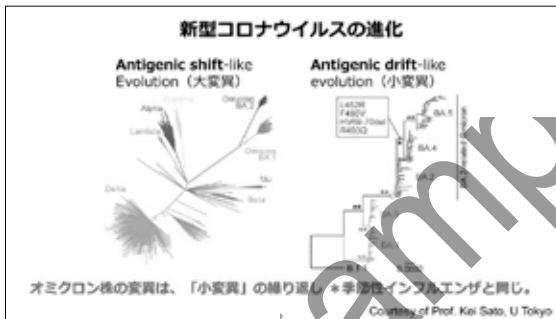 新型コロナウイルスの進化
Antigenic shift-like
Evolution（大変異）
Antigenic drift-like
evolution（小変異）
Alpha
Lambda
Delta
Omicron
BA.2
Omicron
BA.1
Mu
Beta
L452R
F486V
HV69-70del
R493Q
BA.5
BA.4
BA.2
B.1.1
オミクロン株の変異は、「小変異」の繰り返し ＊季節性インフルエンザと同じ。
Courtesy of Prof. Kei Sato, U Tokyo